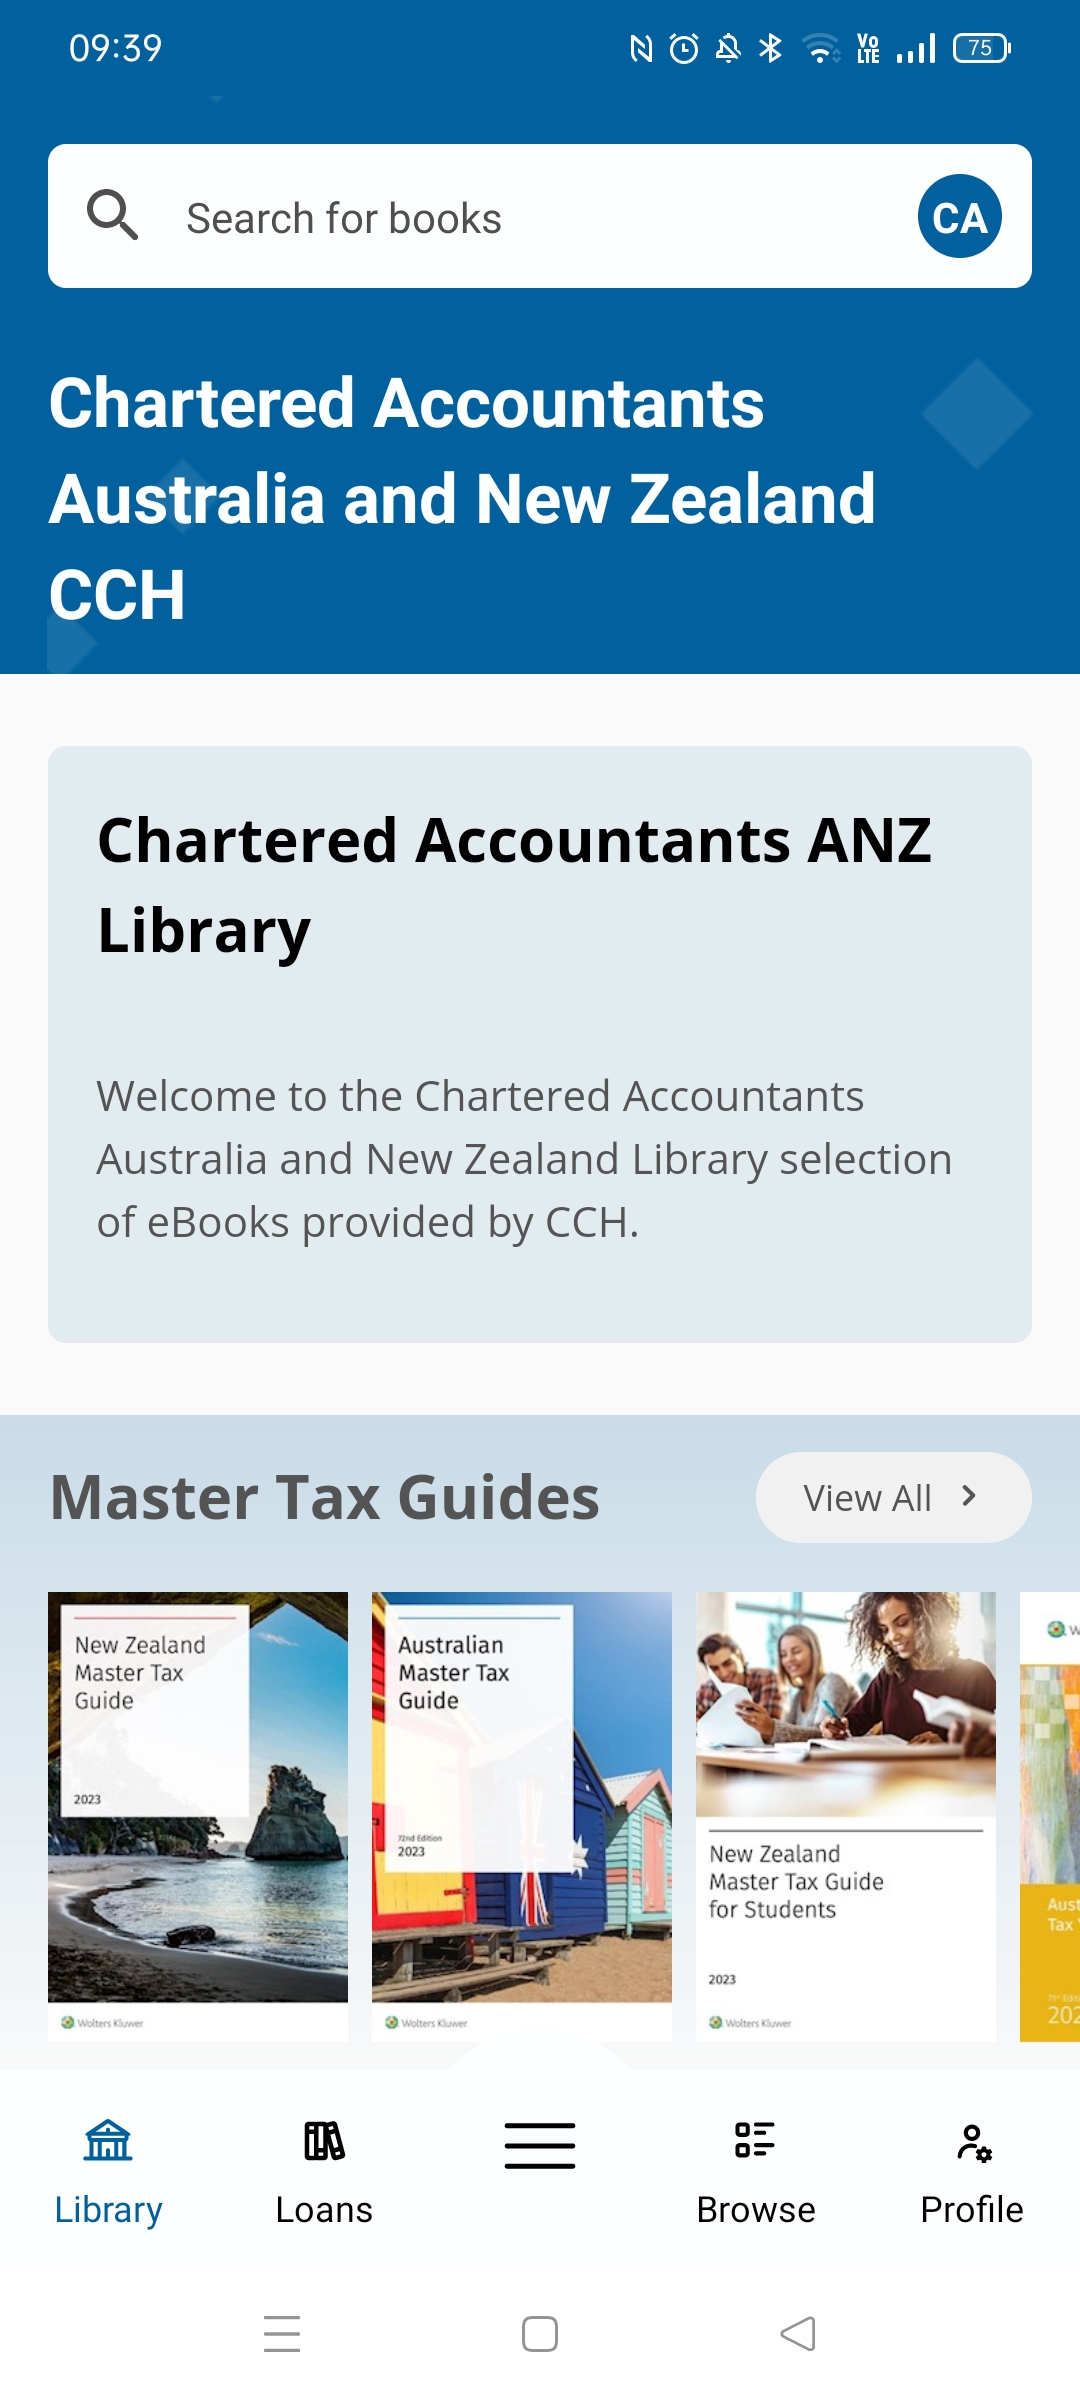 09:39
Vo
LTE
75
Search for books
CA
Chartered Accountants
Australia and New Zealand
CCH
Chartered Accountants ANZ
Library
Welcome to the Chartered Accountants
Australia and New Zealand Library selection
of eBooks provided by CCH.
Master Tax Guides
View All
New Zealand
Master Tax
Guide
2023
Wolters Kluwer
Australian
Master Tax
Guide
72nd Edition
2023
Wolters Kluwer
New Zealand
Master Tax Guide
for Students
2023
Wolters Kluwer
Tax
Library
Loans
Browse
Profile